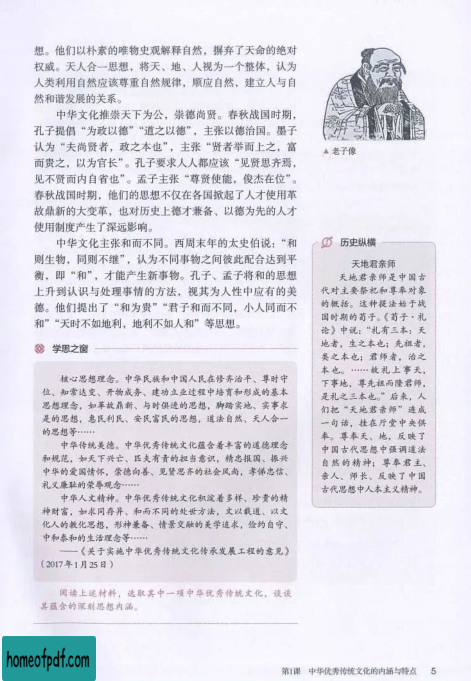 想。他们以朴素的唯物史观解释自然，摒弃了天命的绝对
权威。天人合一思想，将天、地、人视为一个整体，认为
人类利用自然应该尊重自然规律，顺应自然，建立人与自
然和谐发展的关系。
中华文化推崇天下为公，崇德尚贤。春秋战国时期，
孔子提倡“为政以德”“道之以德”，主张以德治国。墨子
认为“夫尚贤者，政之本也”，主张“贤者举而上之，富
而贵之，以为官长”。孔子要求人人都应该“见贤思齐焉，
见不贤而内自省也”。孟子主张“尊贤使能，俊杰在位”。
春秋战国时期，他们的思想不仅在各国掀起了人才使用革
故鼎新的大变革，也对历史上德才兼备、以德为先的人才
使用制度产生了深远影响。
中华文化主张和而不同。西周末年的太史伯说：“和
则生物，同则不继”，认为不同事物之间彼此配合达到平
衡，即“和”，才能产生新事物。孔子、孟子将和的思想
上升到认识与处理事情的方法，视其为人性中应有的美
德。他们提出了“和为贵”“君子和而不同，小人同而不
和”“天时不如地利，地利不如人和”等思想。
学思之窗
核心思想理念。中华民族和中国人民在修齐治平、尊时守
位、知常达变、开物成务、建功立业过程中培育和形成的基本
思想理念，如革故鼎新、与时俱进的思想，脚踏实地、实事求
是的思想，惠民利民、安民富民的思想，道法自然、天人合一
的思想等……
中华传统美德。中华优秀传统文化蕴含着丰富的道德理念
和规范，如天下兴亡、匹夫有责的担当意识，精忠报国、振兴
中华的爱国情怀，崇德向善、见贤思齐的社会风尚，孝悌忠信、
礼义廉耻的荣辱观念……
中华人文精神。中华优秀传统文化积淀着多样、珍贵的精
神财富，如求同存异、和而不同的处世方法，文以载道、以文
化人的教化思想，形神兼备、情景交融的美学追求，俭约自守、
中和泰和的生活理念等……
——《关于实施中华优秀传统文化传承发展工程的意见》
（2017年1月25日）
阅读上述材料，选取其中一项中华优秀传统文化，谈谈
其蕴含的深刻思想内涵。
▲老子像
历史纵横
天地君亲师
天地君亲师是中国古
代对主要祭祀和尊奉对象
的概括。这种提法始于战
国时期的荀子。《荀子·礼
论》中说：“礼有三本：天
地者，生之本也；先祖者，
类之本也；君师者，治之
本也。……故礼上事天，
下事地，尊先祖而隆君师，
是礼之三本也。”后来，人
们把“天地君亲师”连成
一句话，挂在厅堂中央供
奉。尊奉天、地，反映了
中国古代思想中强调道法
自然的精神；尊奉君主、
亲人、师长，反映了中国
古代思想中人本主义精神。
第1课 中华优秀传统文化的内涵与特点 5
homeofpdf.com